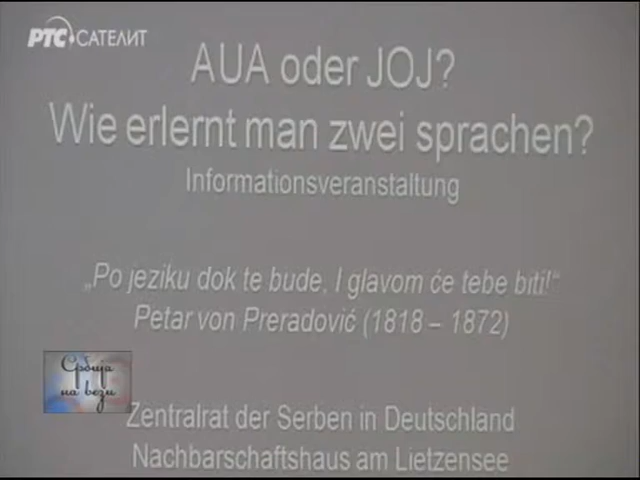 РТС САТЕЛИТ
AUA oder JOJ?
Wie erlernt man zwei sprachen?
Informationsveranstaltung
„Po jeziku dok te bude, I glavom će tebe biti!“
Petar von Preradović (1818 – 1872)
Србија
на вези
Zentralrat der Serben in Deutschland
Nachbarschaftshaus am Lietzensee